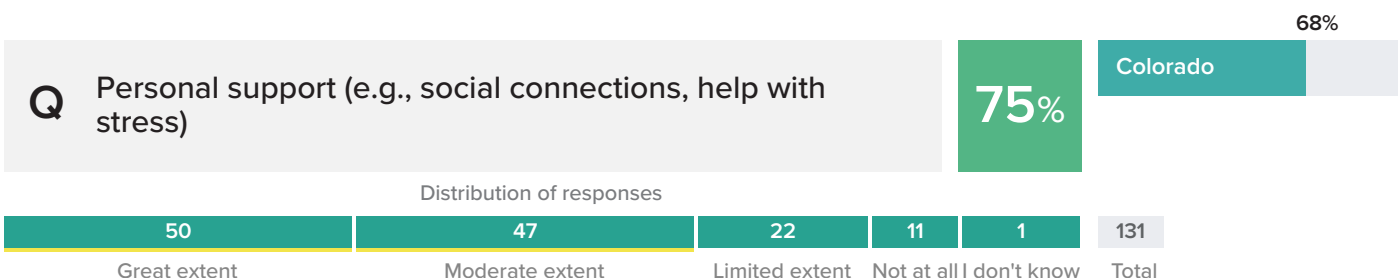 68%
Q Personal support (e.g., social connections, help with
stress)
75%
Colorado
Distribution of responses
50 47 22 11 1 131
Great extent Moderate extent Limited extent Not at all I don't know Total